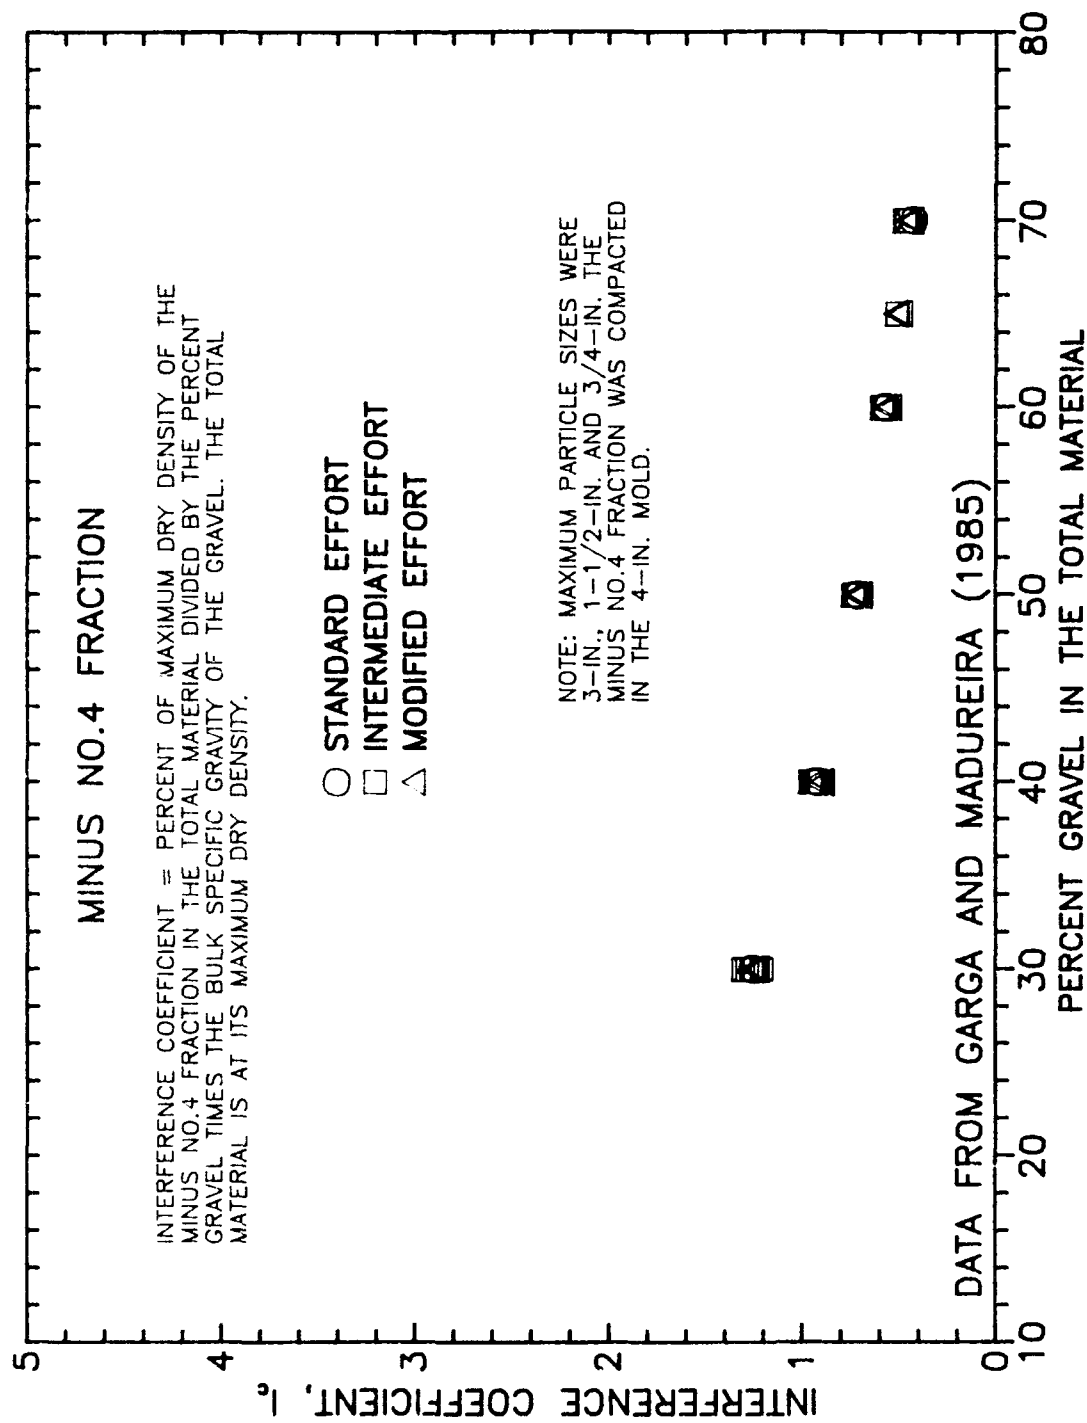 MINUS NO.4 FRACTION
INTERFERENCE COEFFICIENT = PERCENT OF MAXIMUM DRY DENSITY OF THE
MINUS NO.4 FRACTION IN THE TOTAL MATERIAL DIVIDED BY THE PERCENT
GRAVEL TIMES THE BULK SPECIFIC GRAVITY OF THE GRAVEL. THE TOTAL
MATERIAL IS AT ITS MAXIMUM DRY DENSITY.
STANDARD EFFORT
INTERMEDIATE EFFORT
MODIFIED EFFORT
NOTE: MAXIMUM PARTICLE SIZES WERE
3-IN., 1-1/2-IN. AND 3/4-IN. THE
MINUS NO.4 FRACTION WAS COMPACTED
IN THE 4-IN. MOLD.
DATA FROM GARGA AND MADUREIRA (1985)
INTERFERENCE COEFFICIENT, Ic
5
4
3
2
1
0
10 20 30 40 50 60 70 80
PERCENT GRAVEL IN THE TOTAL MATERIAL